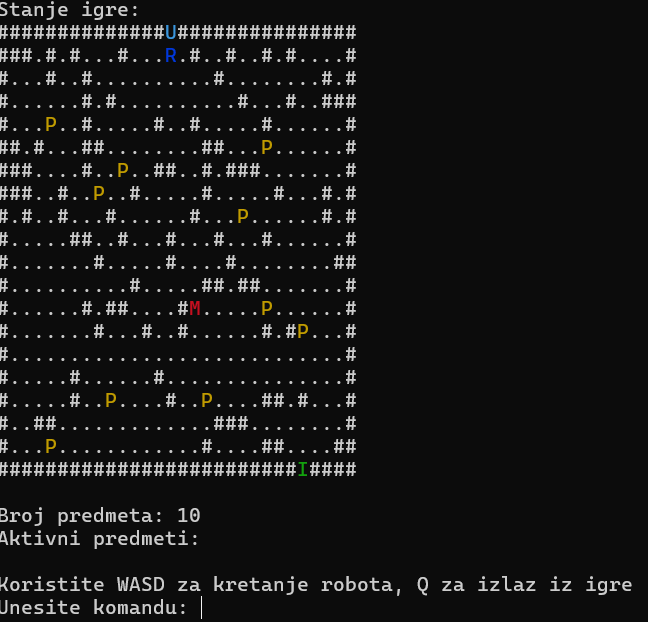 Stanje igre:
##############U###############
###.#.#...#...R.#..#..#.#....#
#...#..#..........#........#.#
#......#.#..........#...#..###
#...P..#.....#..#.....#......#
##.#...##........##...P......#
###....#..P..##..#.###.......#
###..#..P..#.....#.....#...#.#
#.#..#...#......#...P......#.#
#.....##..#...#...#...#......#
#.......#.....#....#........##
#..........#.....##.##.......#
#......#.##....#M.....P......#
#.......#...#..#......#.#P...#
#............................#
#.....#......#...............#
#.....#..P....#..P....##.#...#
#..##.............###........#
#...P............#....##....##
#########################I####
Broj predmeta: 10
Aktivni predmeti:
Koristite WASD za kretanje robota, Q za izlaz iz igre
Unesite komandu: